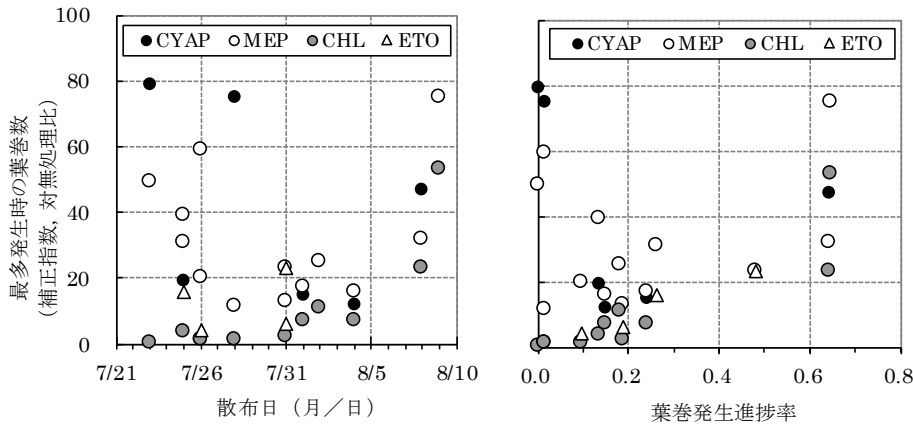 最多発生時の葉巻数
（補正指数, 対無処理比）
100
80
60
40
20
0
CYAP MEP CHL ETO
7/21 7/26 7/31 8/5 8/10
散布日（月／日）
CYAP MEP CHL ETO
0.0 0.2 0.4 0.6 0.8
葉巻発生進捗率